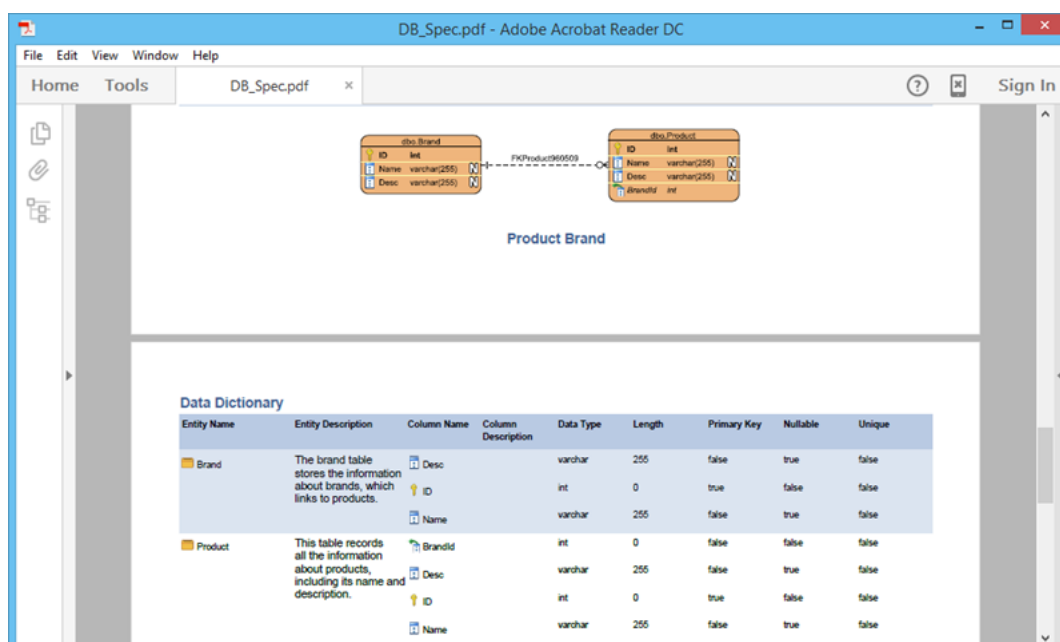 DB_Spec.pdf - Adobe Acrobat Reader DC
File Edit View Window Help
Home Tools DB_Spec.pdf × ? Sign In
dbo.Brand
ID int
Name varchar(255) N
Desc varchar(255) N
FKProduct960509
dbo.Product
ID int
Name varchar(255) N
Desc varchar(255) N
BrandId int
Product Brand
Data Dictionary
Entity Name Entity Description Column Name Column Description Data Type Length Primary Key Nullable Unique
Brand
The brand table
stores the information
about brands, which
links to products.
Desc varchar 255 false true false
ID int 0 true false false
Name varchar 255 false true false
Product
This table records
all the information
about products,
including its name and
description.
BrandId int 0 false false false
Desc varchar 255 false true false
ID int 0 true false false
Name varchar 255 false true false